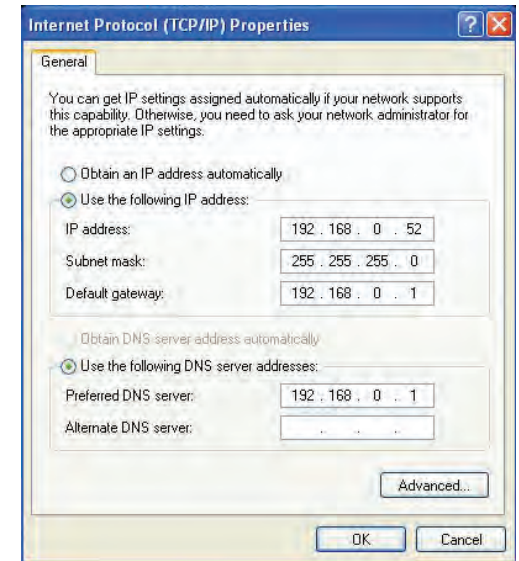 Internet Protocol (TCP/IP) Properties
General
You can get IP settings assigned automatically if your network supports
this capability. Otherwise, you need to ask your network administrator for
the appropriate IP settings.
Obtain an IP address automatically
Use the following IP address:
IP address: 192 . 168 . 0 . 52
Subnet mask: 255 . 255 . 255 . 0
Default gateway: 192 . 168 . 0 . 1
Obtain DNS server address automatically
Use the following DNS server addresses:
Preferred DNS server: 192 . 168 . 0 . 1
Alternate DNS server: . . .
Advanced...
OK Cancel